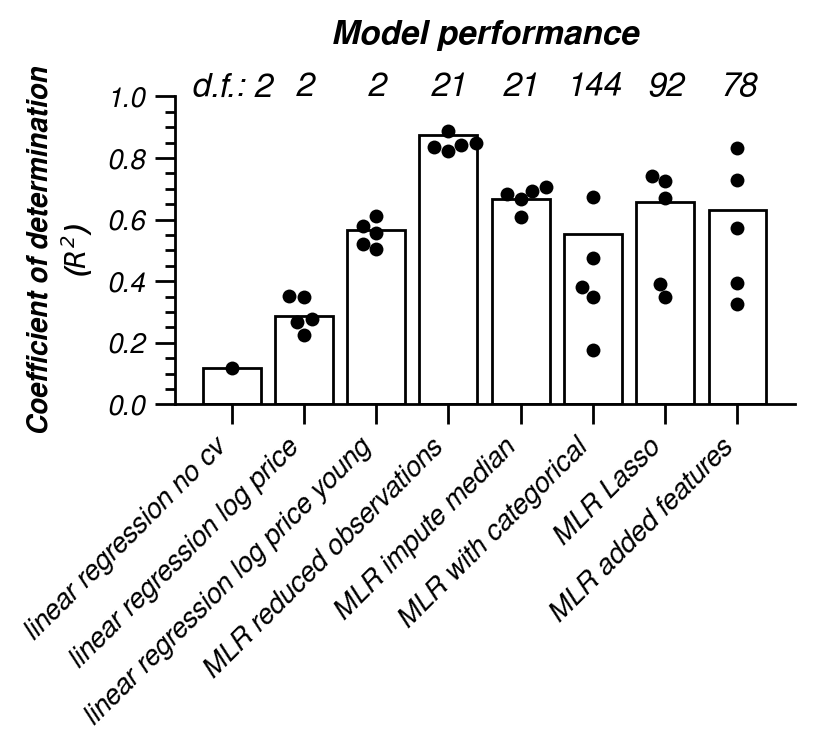 Model performance
d.f.: 2 2 2 21 21 144 92 78
Coefficient of determination
(R²)
1.0
0.8
0.6
0.4
0.2
0.0
linear regression no cv
linear regression log price
linear regression log price young
MLR reduced observations
MLR impute median
MLR with categorical
MLR Lasso
MLR added features